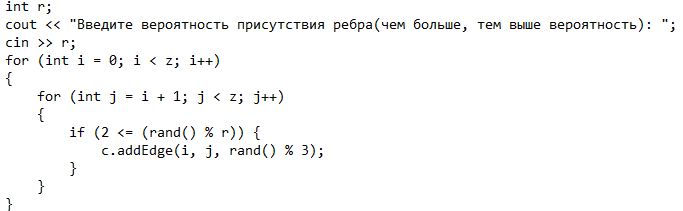 int r;
cout << "Введите вероятность присутствия ребра(чем больше, тем выше вероятность): ";
cin >> r;
for (int i = 0; i < z; i++)
{
    for (int j = i + 1; j < z; j++)
    {
        if (2 <= (rand() % r)) {
            c.addEdge(i, j, rand() % 3);
        }
    }
}